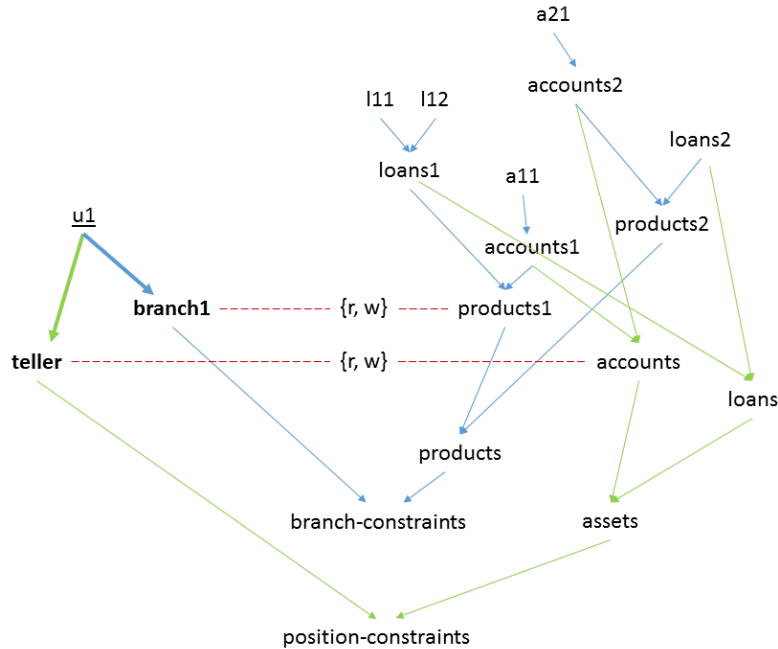 a21
accounts2
l11 l12
loans2
loans1
a11
u1
products2
accounts1
branch1 {r, w} products1
teller {r, w} accounts
loans
products
branch-constraints assets
position-constraints